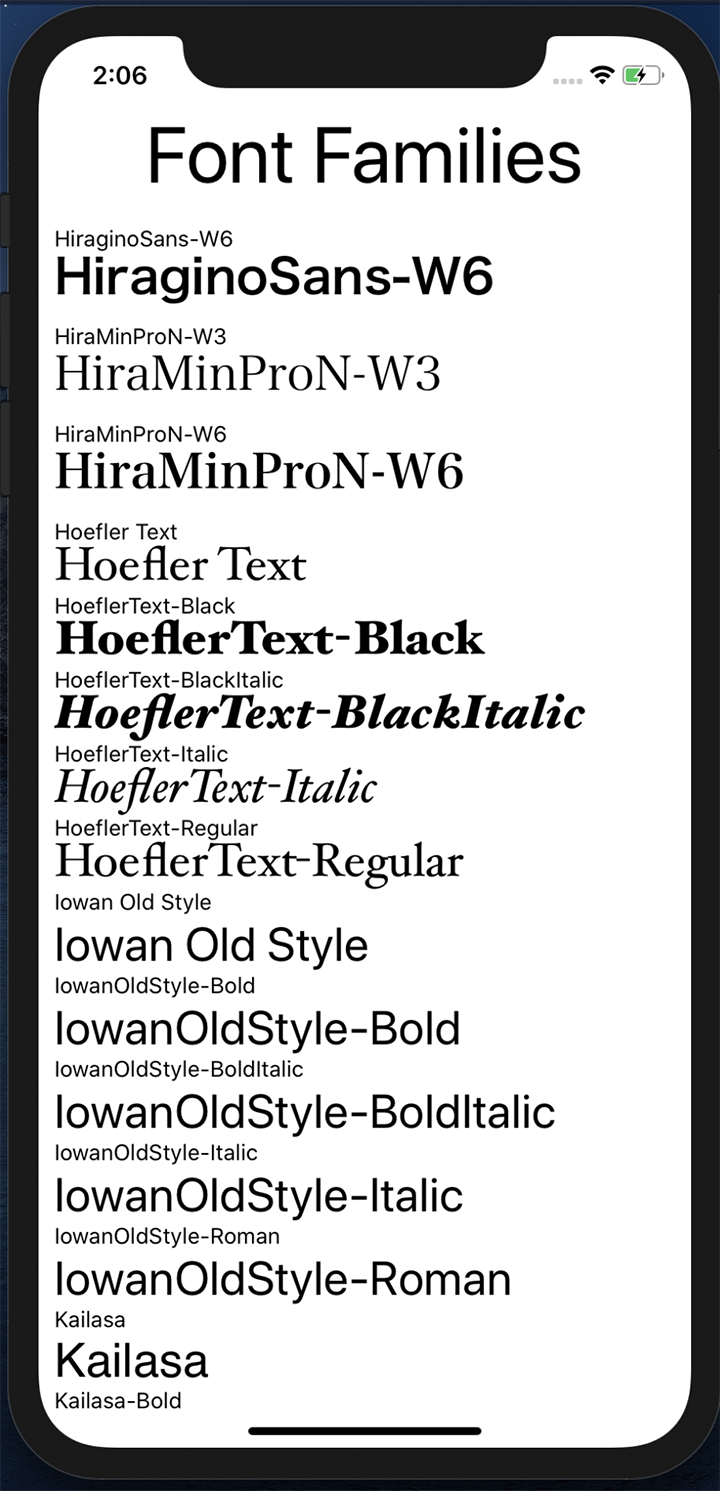 2:06
Font Families
HiraginoSans-W6
HiraginoSans-W6
HiraMinProN-W3
HiraMinProN-W3
HiraMinProN-W6
HiraMinProN-W6
Hoefler Text
Hoefler Text
HoeflerText-Black
HoeflerText-Black
HoeflerText-BlackItalic
HoeflerText-BlackItalic
HoeflerText-Italic
HoeflerText-Italic
HoeflerText-Regular
HoeflerText-Regular
Iowan Old Style
Iowan Old Style
IowanOldStyle-Bold
IowanOldStyle-Bold
IowanOldStyle-BoldItalic
IowanOldStyle-BoldItalic
IowanOldStyle-Italic
IowanOldStyle-Italic
IowanOldStyle-Roman
IowanOldStyle-Roman
Kailasa
Kailasa
Kailasa-Bold